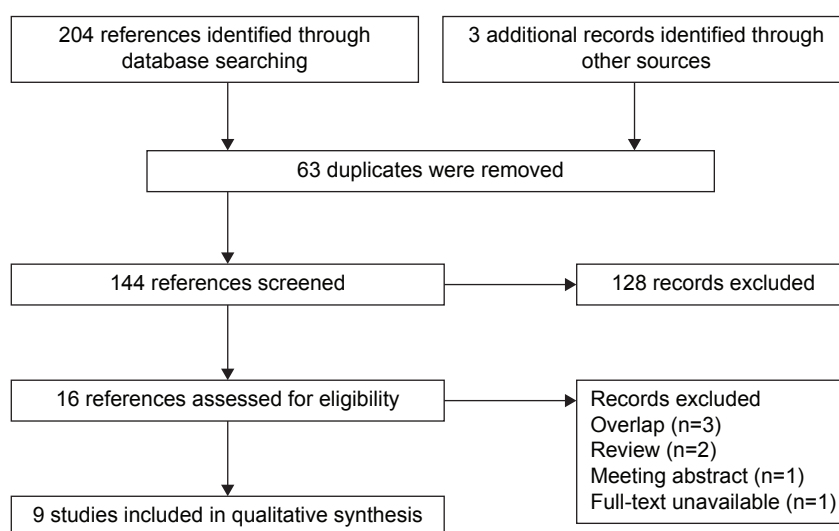 204 references identified through
database searching
3 additional records identified through
other sources
63 duplicates were removed
144 references screened
128 records excluded
16 references assessed for eligibility
Records excluded
Overlap (n=3)
Review (n=2)
Meeting abstract (n=1)
Full-text unavailable (n=1)
9 studies included in qualitative synthesis